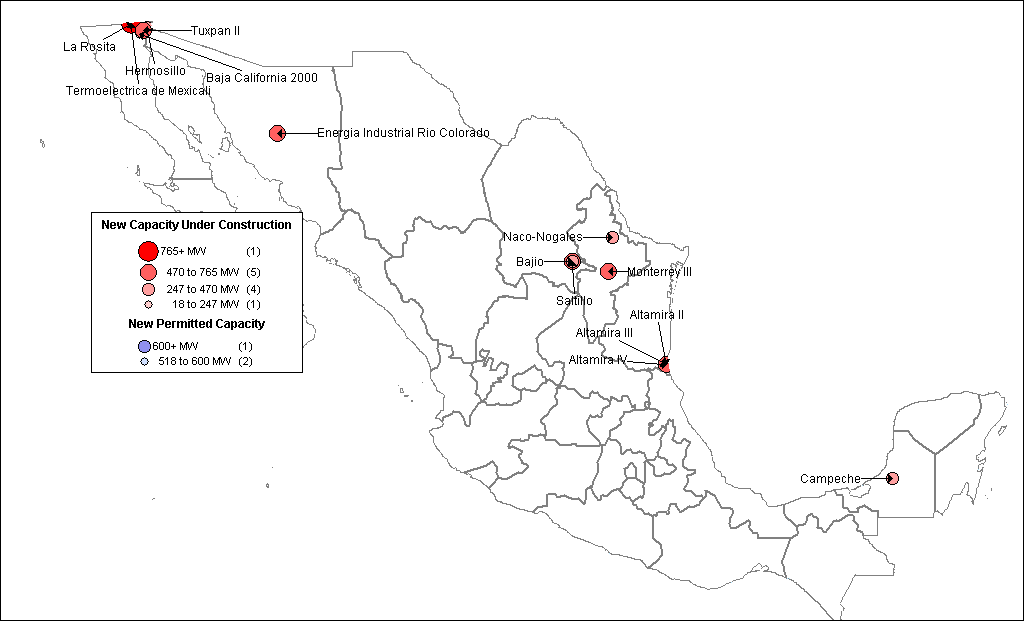 Tuxpan II
La Rosita
Hermosillo
Baja California 2000
Termoelectrica de Mexicali
Energia Industrial Rio Colorado
New Capacity Under Construction
765+ MW (1)
470 to 765 MW (5)
247 to 470 MW (4)
18 to 247 MW (1)
New Permitted Capacity
600+ MW (1)
518 to 600 MW (2)
Naco-Nogales
Bajio
Monterrey III
Saltillo
Altamira II
Altamira III
Altamira IV
Campeche